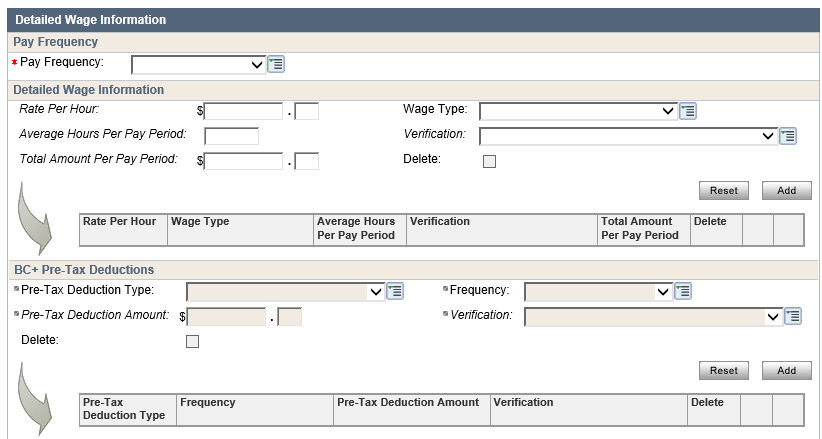 Detailed Wage Information
Pay Frequency
* Pay Frequency:
Detailed Wage Information
Rate Per Hour: $ . Wage Type:
Average Hours Per Pay Period: Verification:
Total Amount Per Pay Period: $ . Delete:
Reset Add
Rate Per Hour Wage Type Average Hours Verification Total Amount Delete
Per Pay Period Per Pay Period
BC+ Pre-Tax Deductions
Pre-Tax Deduction Type: Frequency:
Pre-Tax Deduction Amount: $ . Verification:
Delete:
Reset Add
Pre-Tax Frequency Pre-Tax Deduction Amount Verification Delete
Deduction Type